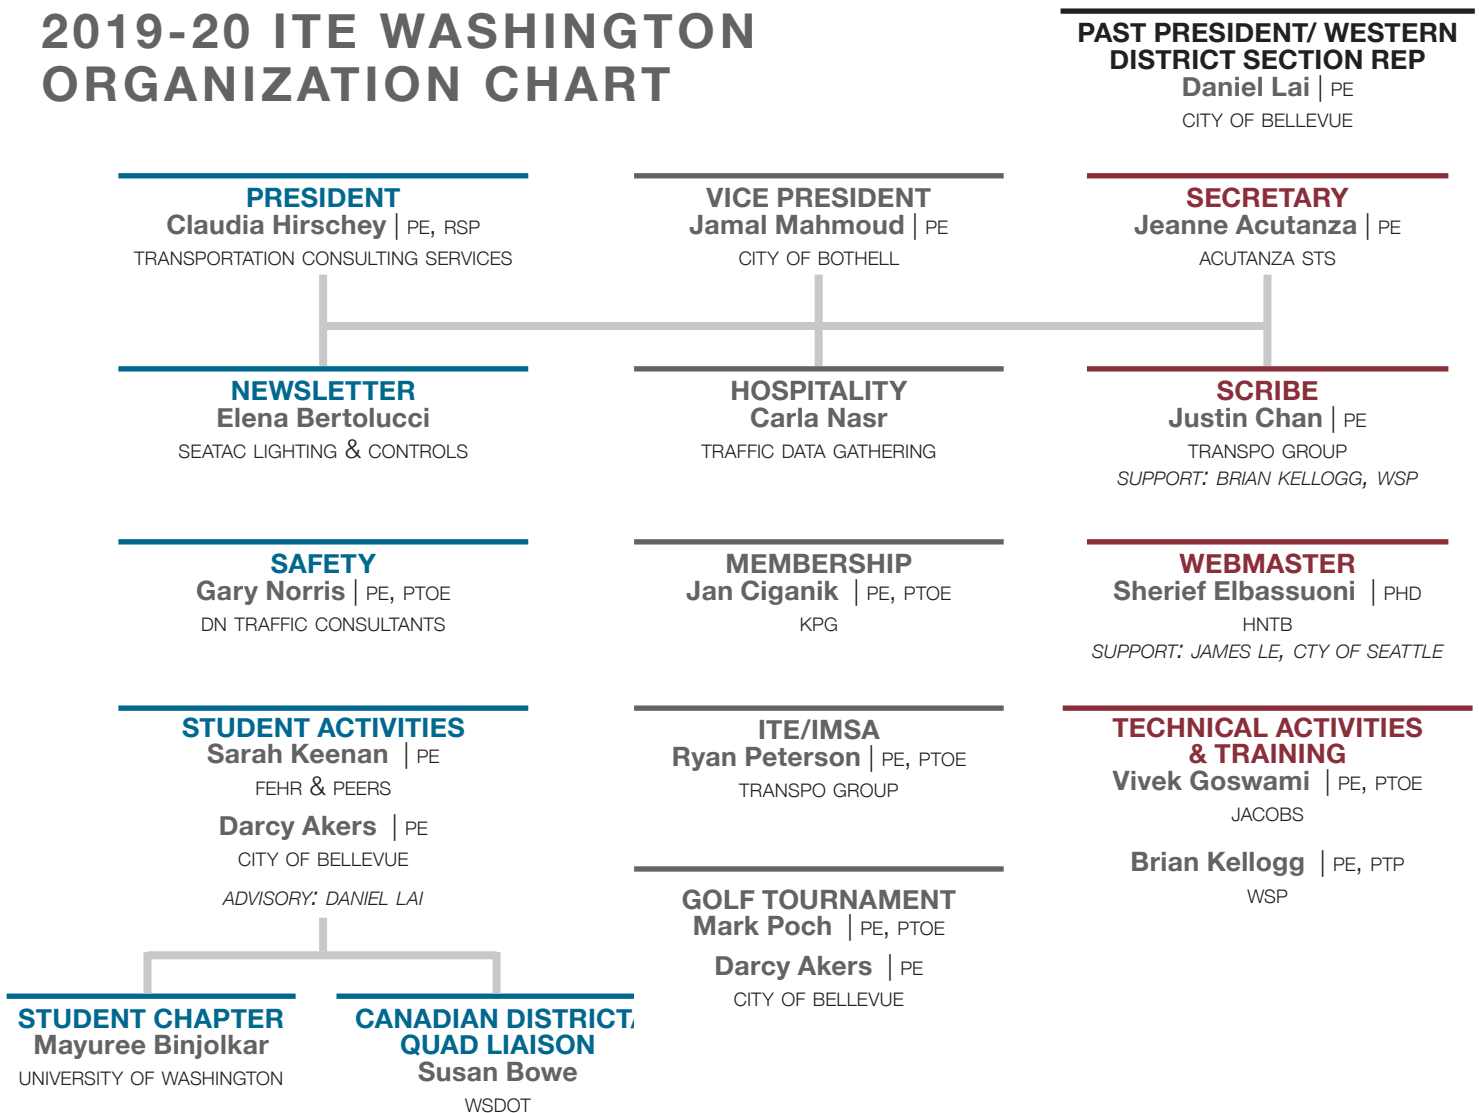 2019-20 ITE WASHINGTON
ORGANIZATION CHART
PAST PRESIDENT/ WESTERN
DISTRICT SECTION REP
Daniel Lai | PE
CITY OF BELLEVUE
PRESIDENT
Claudia Hirschey | PE, RSP
TRANSPORTATION CONSULTING SERVICES
VICE PRESIDENT
Jamal Mahmoud | PE
CITY OF BOTHELL
SECRETARY
Jeanne Acutanza | PE
ACUTANZA STS
NEWSLETTER
Elena Bertolucci
SEATAC LIGHTING & CONTROLS
HOSPITALITY
Carla Nasr
TRAFFIC DATA GATHERING
SCRIBE
Justin Chan | PE
TRANSPO GROUP
SUPPORT: BRIAN KELLOGG, WSP
SAFETY
Gary Norris | PE, PTOE
DN TRAFFIC CONSULTANTS
MEMBERSHIP
Jan Ciganik | PE, PTOE
KPG
WEBMASTER
Sherief Elbassuoni | PHD
HNTB
SUPPORT: JAMES LE, CTY OF SEATTLE
STUDENT ACTIVITIES
Sarah Keenan | PE
FEHR & PEERS
Darcy Akers | PE
CITY OF BELLEVUE
ADVISORY: DANIEL LAI
ITE/IMSA
Ryan Peterson | PE, PTOE
TRANSPO GROUP
TECHNICAL ACTIVITIES
& TRAINING
Vivek Goswami | PE, PTOE
JACOBS
Brian Kellogg | PE, PTP
WSP
GOLF TOURNAMENT
Mark Poch | PE, PTOE
Darcy Akers | PE
CITY OF BELLEVUE
STUDENT CHAPTER
Mayuree Binjolkar
UNIVERSITY OF WASHINGTON
CANADIAN DISTRICT/
QUAD LIAISON
Susan Bowe
WSDOT